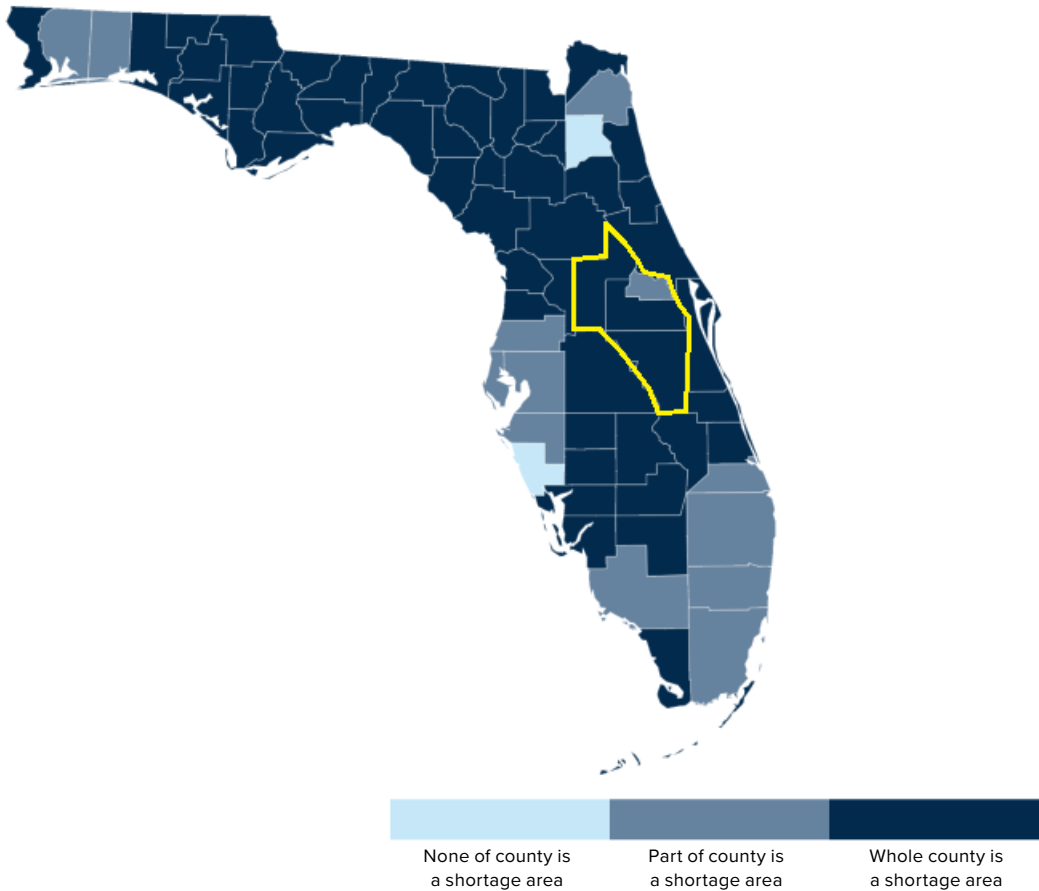 None of county is
a shortage area
Part of county is
a shortage area
Whole county is
a shortage area